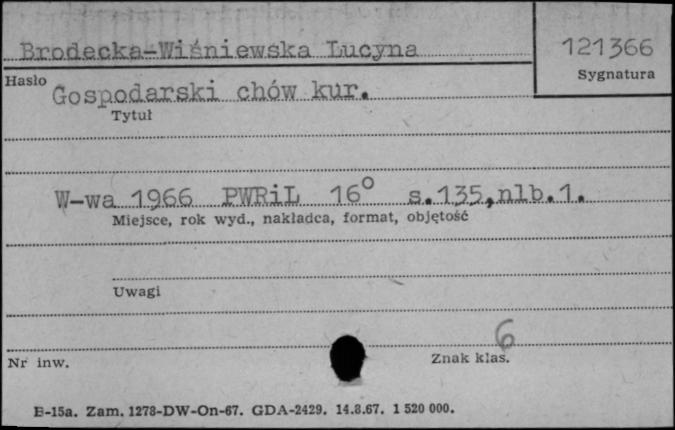 Brodecka-Wiśniewska Lucyna
121366
Hasło
Sygnatura
Gospodarski chów kur.
Tytuł
W-wa 1966 PWRiL 16° s.135,nlb.1.
Miejsce, rok wyd., nakładca, format, objętość
Uwagi
6
Nr inw.
Znak klas.
E-15a. Zam. 1278-DW-On-67. GDA-2429. 14.8.67. 1 520 000.